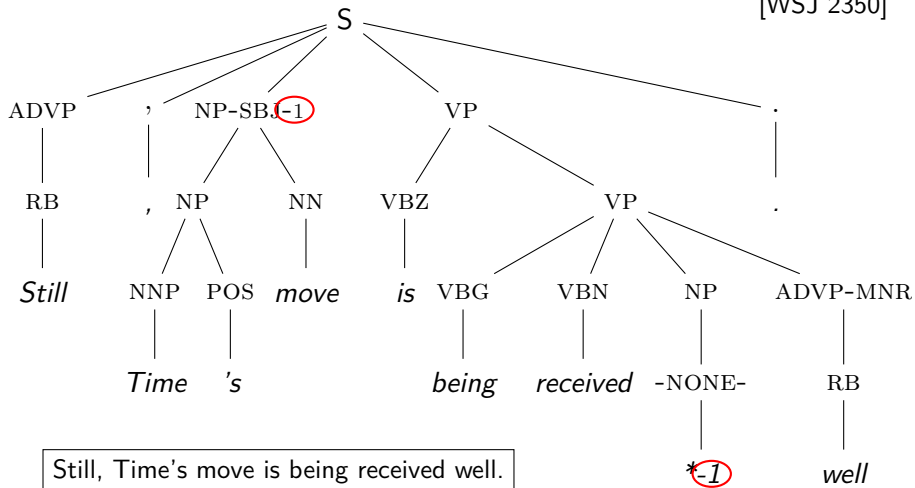 [WSJ 2350]
S
ADVP , NP-SBJ-1 VP .
RB , NP NN VBZ VP .
Still NNP POS move is VBG VBN NP ADVP-MNR
Time 's being received -NONE- RB
Still, Time's move is being received well. *-1 well